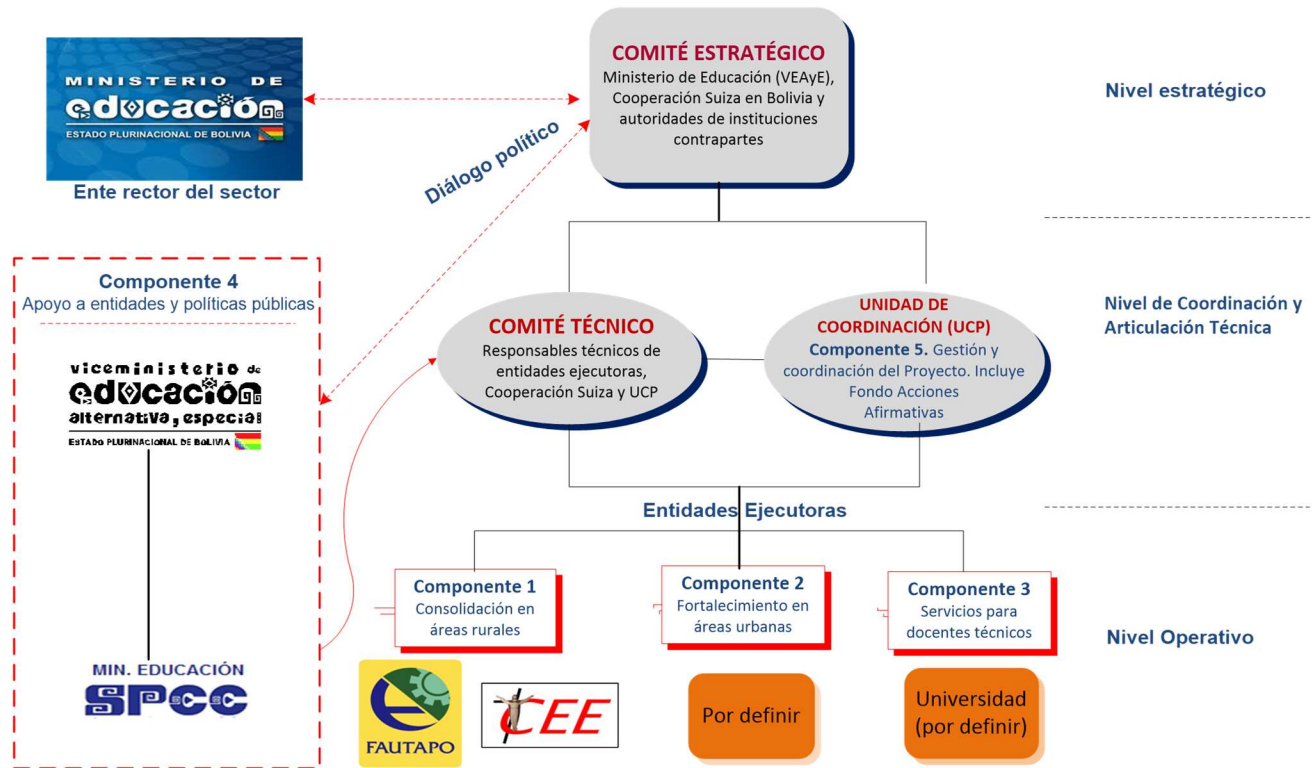 MINISTERIO DE
educación
ESTADO PLURINACIONAL DE BOLIVIA
Ente rector del sector
COMITÉ ESTRATÉGICO
Ministerio de Educación (VEAyE),
Cooperación Suiza en Bolivia y
autoridades de instituciones
contrapartes
Nivel estratégico
Diálogo político
Componente 4
Apoyo a entidades y políticas públicas
viceministerio de
educación
alternativa y especial
ESTADO PLURINACIONAL DE BOLIVIA
MIN. EDUCACIÓN
SPCC
COMITÉ TÉCNICO
Responsables técnicos de
entidades ejecutoras,
Cooperación Suiza y UCP
UNIDAD DE
COORDINACIÓN (UCP)
Componente 5. Gestión y
coordinación del Proyecto. Incluye
Fondo Acciones
Afirmativas
Nivel de Coordinación y
Articulación Técnica
Entidades Ejecutoras
Componente 1
Consolidación en
áreas rurales
Componente 2
Fortalecimiento en
áreas urbanas
Componente 3
Servicios para
docentes técnicos
Nivel Operativo
FAUTAPO
CEE
Por definir
Universidad
(por definir)